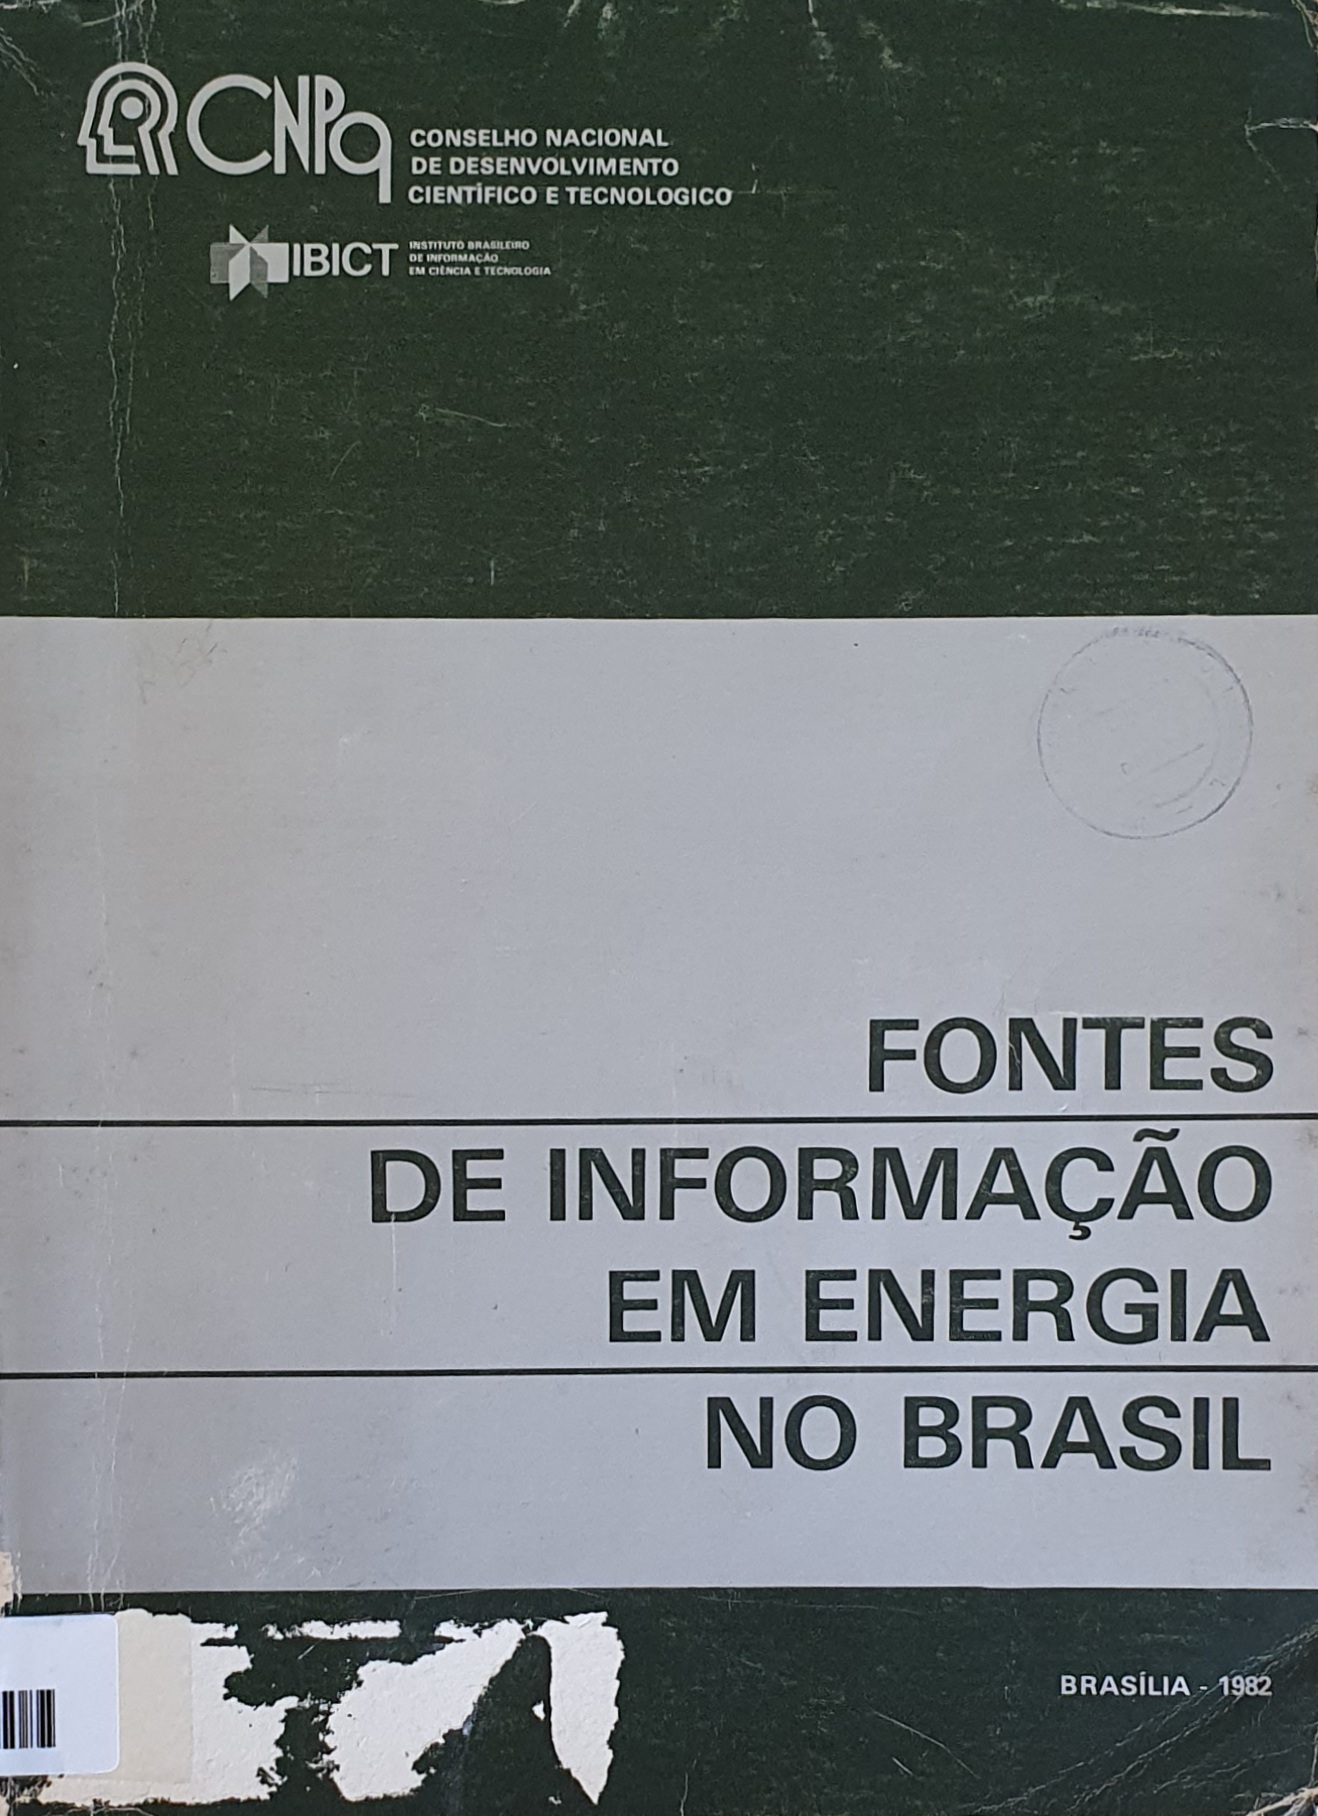 CNPq
CONSELHO NACIONAL
DE DESENVOLVIMENTO
CIENTÍFICO E TECNOLOGICO
IBICT
INSTITUTO BRASILEIRO
DE INFORMAÇÃO
EM CIÊNCIA E TECNOLOGIA
FONTES
DE INFORMAÇÃO
EM ENERGIA
NO BRASIL
BRASÍLIA - 1982